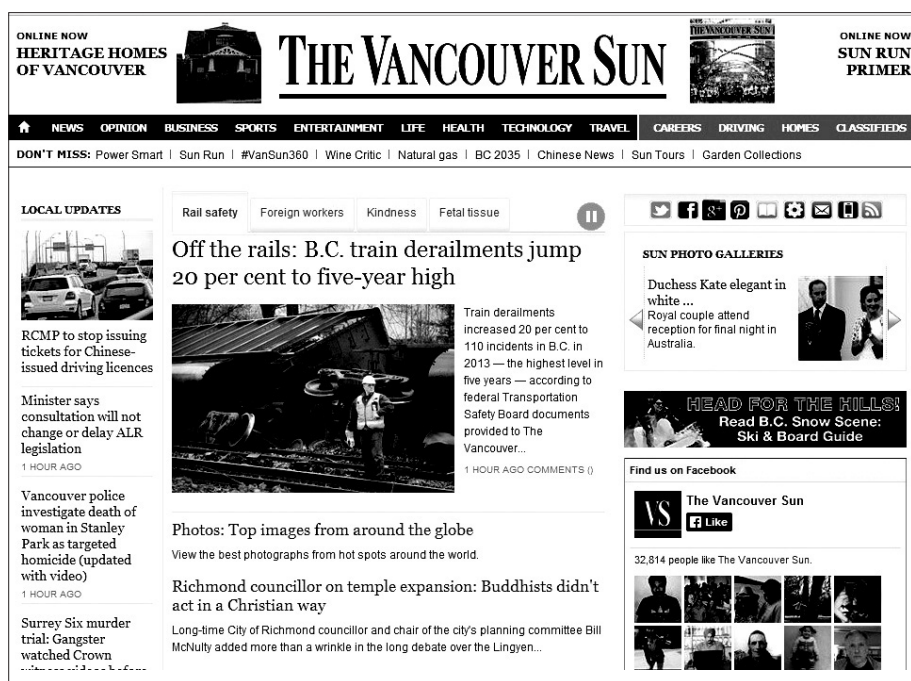 ONLINE NOW
HERITAGE HOMES
OF VANCOUVER
THE VANCOUVER SUN
THE VANCOUVER SUN
ONLINE NOW
SUN RUN
PRIMER
NEWS OPINION BUSINESS SPORTS ENTERTAINMENT LIFE HEALTH TECHNOLOGY TRAVEL CAREERS DRIVING HOMES CLASSIFIEDS
DON'T MISS: Power Smart | Sun Run | #VanSun360 | Wine Critic | Natural gas | BC 2035 | Chinese News | Sun Tours | Garden Collections
LOCAL UPDATES
RCMP to stop issuing
tickets for Chinese-
issued driving licences
Minister says
consultation will not
change or delay ALR
legislation
1 HOUR AGO
Vancouver police
investigate death of
woman in Stanley
Park as targeted
homicide (updated
with video)
1 HOUR AGO
Surrey Six murder
trial: Gangster
watched Crown
witness videos before
Rail safety Foreign workers Kindness Fetal tissue
Off the rails: B.C. train derailments jump
20 per cent to five-year high
Train derailments
increased 20 per cent to
110 incidents in B.C. in
2013 — the highest level in
five years — according to
federal Transportation
Safety Board documents
provided to The
Vancouver...
1 HOUR AGO COMMENTS ()
Photos: Top images from around the globe
View the best photographs from hot spots around the world.
Richmond councillor on temple expansion: Buddhists didn't
act in a Christian way
Long-time City of Richmond councillor and chair of the city's planning committee Bill
McNulty added more than a wrinkle in the long debate over the Lingyen...
SUN PHOTO GALLERIES
Duchess Kate elegant in
white ...
Royal couple attend
reception for final night in
Australia.
HEAD FOR THE HILLS!
Read B.C. Snow Scene:
Ski & Board Guide
Find us on Facebook
VS
The Vancouver Sun
f Like
32,814 people like The Vancouver Sun.